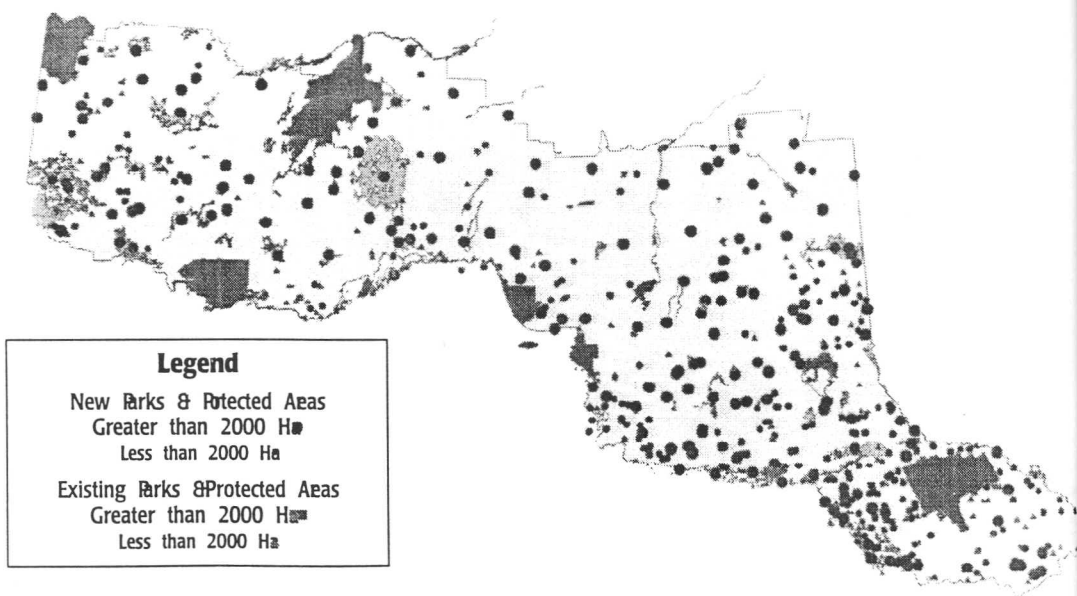 Legend
New Parks & Protected Areas
Greater than 2000 Ha
Less than 2000 Ha
Existing Parks &Protected Areas
Greater than 2000 Ha
Less than 2000 Ha